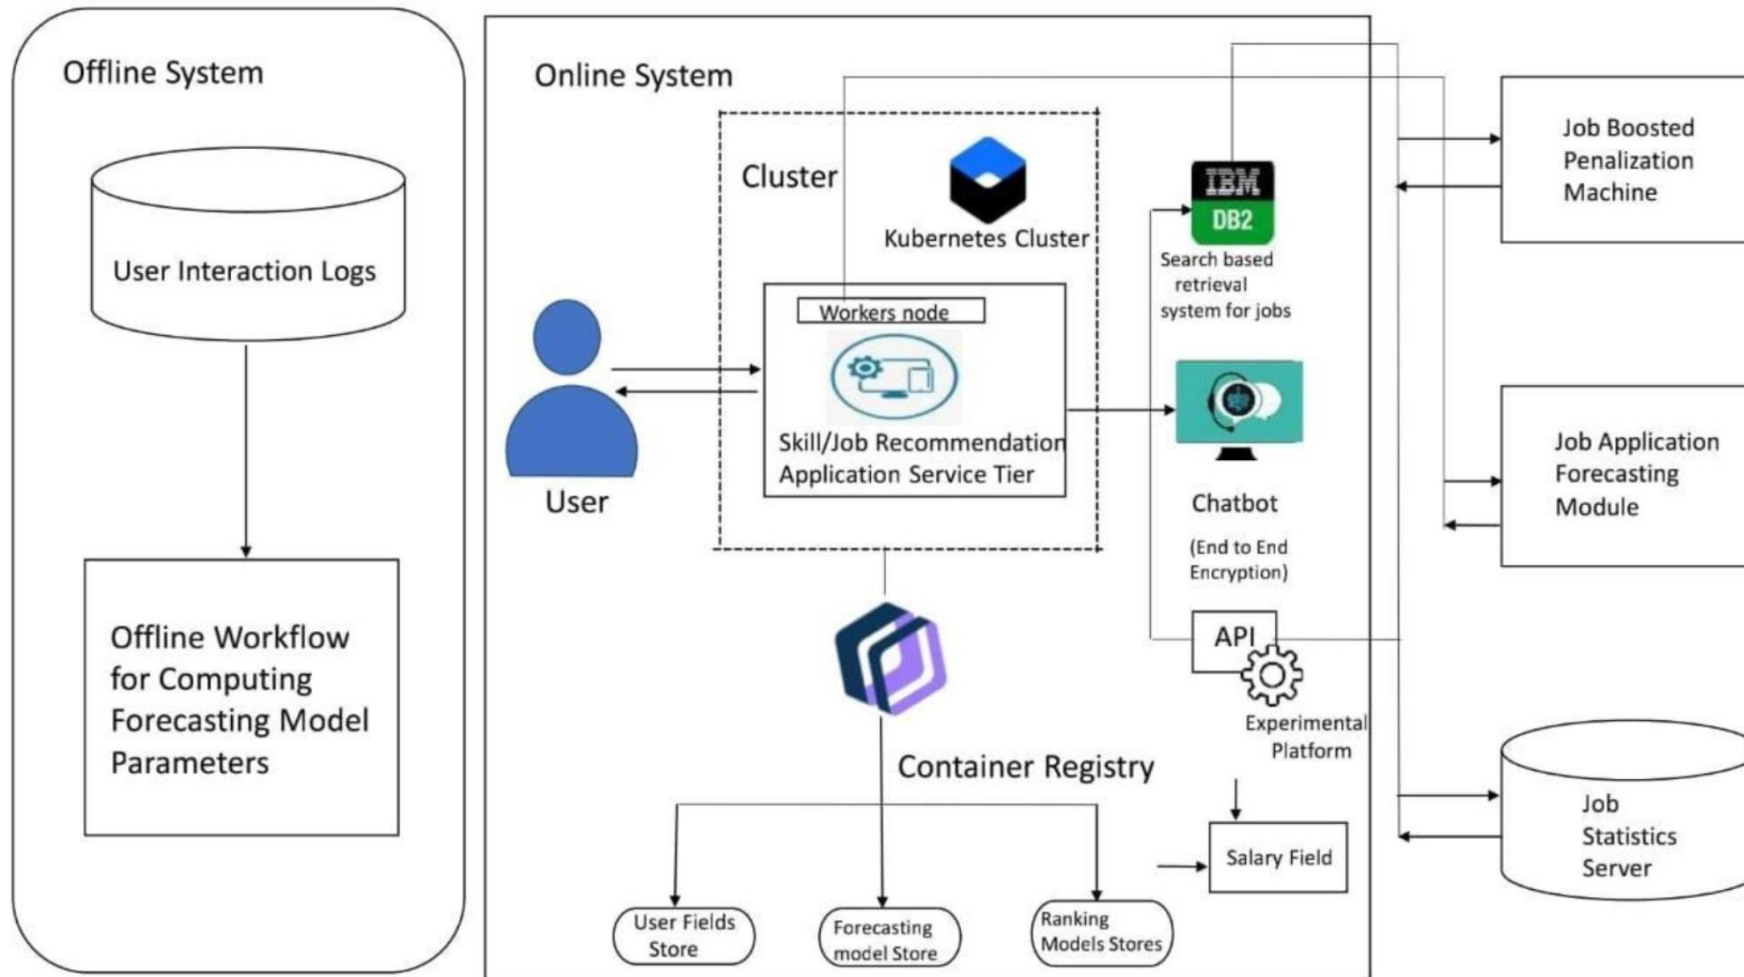 Offline System
User Interaction Logs
Offline Workflow
for Computing
Forecasting Model
Parameters
Online System
Cluster
Kubernetes Cluster
Workers node
Skill/Job Recommendation
Application Service Tier
User
IBM
DB2
Search based
retrieval
system for jobs
Chatbot
(End to End
Encryption)
API
Experimental
Platform
Container Registry
Salary Field
User Fields
Store
Forecasting
model Store
Ranking
Models Stores
Job Boosted
Penalization
Machine
Job Application
Forecasting
Module
Job
Statistics
Server